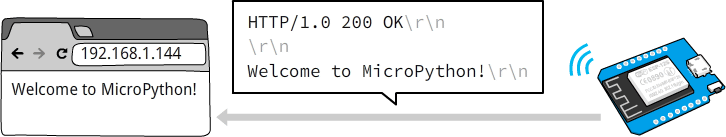 192.168.1.144
Welcome to MicroPython!
HTTP/1.0 200 OK\r\n
\r\n
Welcome to MicroPython!\r\n